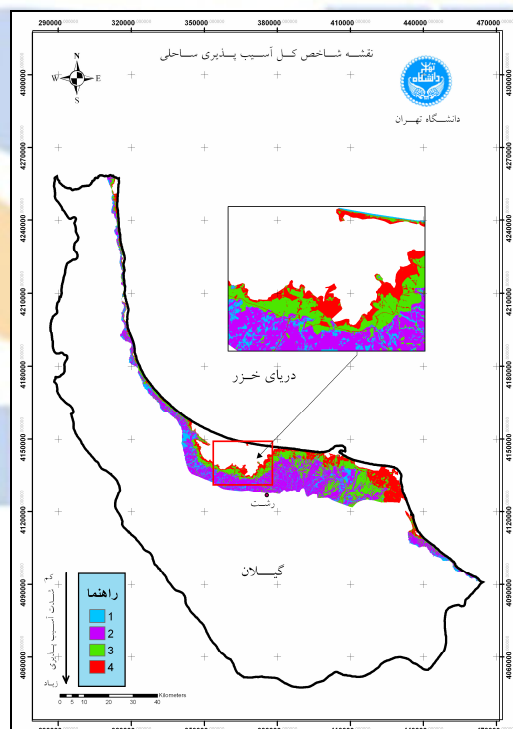 290000 320000 350000 380000 410000 440000 470000
نقشه شاخص کل آسیب پذیری ساحلی
N
W E
S
دانشگاه تهران
4100000
4270000
4240000
4210000
4180000
4150000
4120000
4090000
4060000
دریای خزر
رشت
گیلان
راهنما
1
2
3
4
کم
شدت آسیب پذیری
زیاد
0 5 10 20 30 40 Kilometers